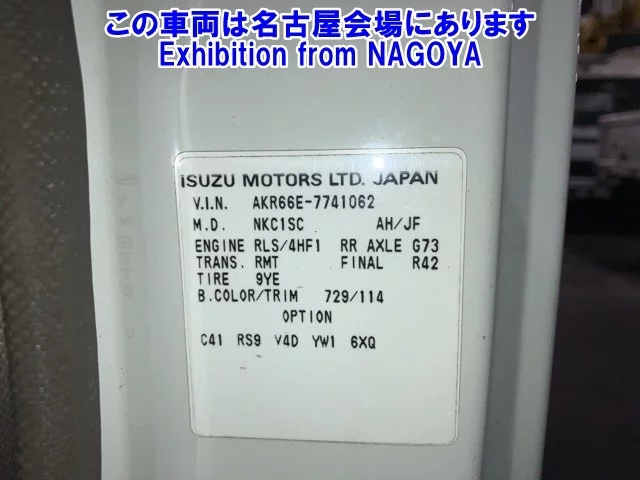 この車両は名古屋会場にあります
Exhibition from NAGOYA
ISUZU MOTORS LTD. JAPAN
V.I.N. AKR66E-7741062
M.D. NKC1SC AH/JF
ENGINE RLS/4HF1 RR AXLE G73
TRANS. RMT FINAL R42
TIRE 9YE
B.COLOR/TRIM 729/114
OPTION
C41 RS9 V4D YW1 6XQ